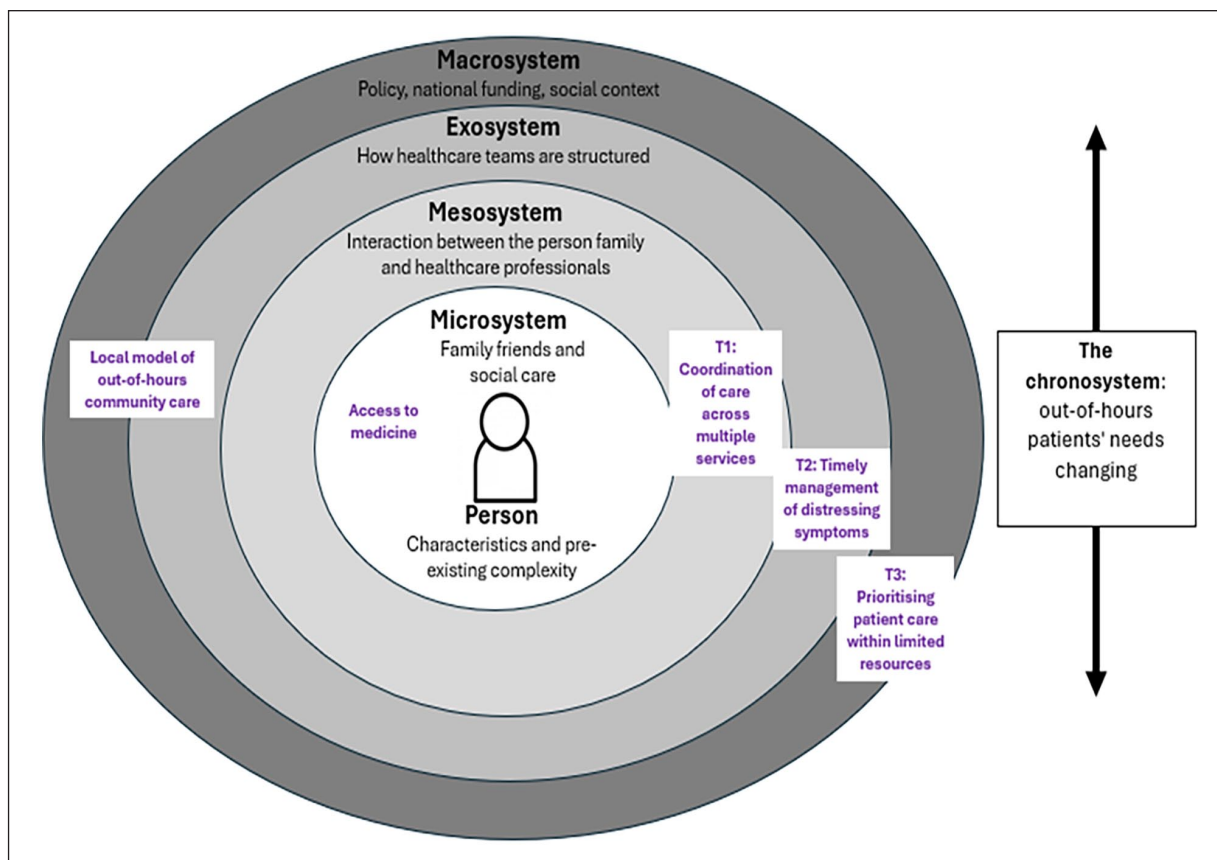 Macrosystem
Policy, national funding, social context
Exosystem
How healthcare teams are structured
Mesosystem
Interaction between the person family
and healthcare professionals
Microsystem
Family friends and
social care
Access to
medicine
Person
Characteristics and pre-
existing complexity
Local model of
out-of-hours
community care
T1:
Coordination
of care
across
multiple
services
T2: Timely
management
of distressing
symptoms
T3:
Prioritising
patient care
within limited
resources
The
chronosystem:
out-of-hours
patients' needs
changing